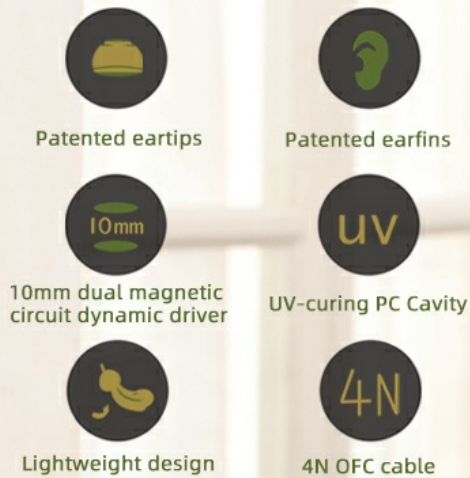 Patented eartips
Patented earfins
10mm
10mm dual magnetic
circuit dynamic driver
uv
UV-curing PC Cavity
Lightweight design
4N
4N OFC cable